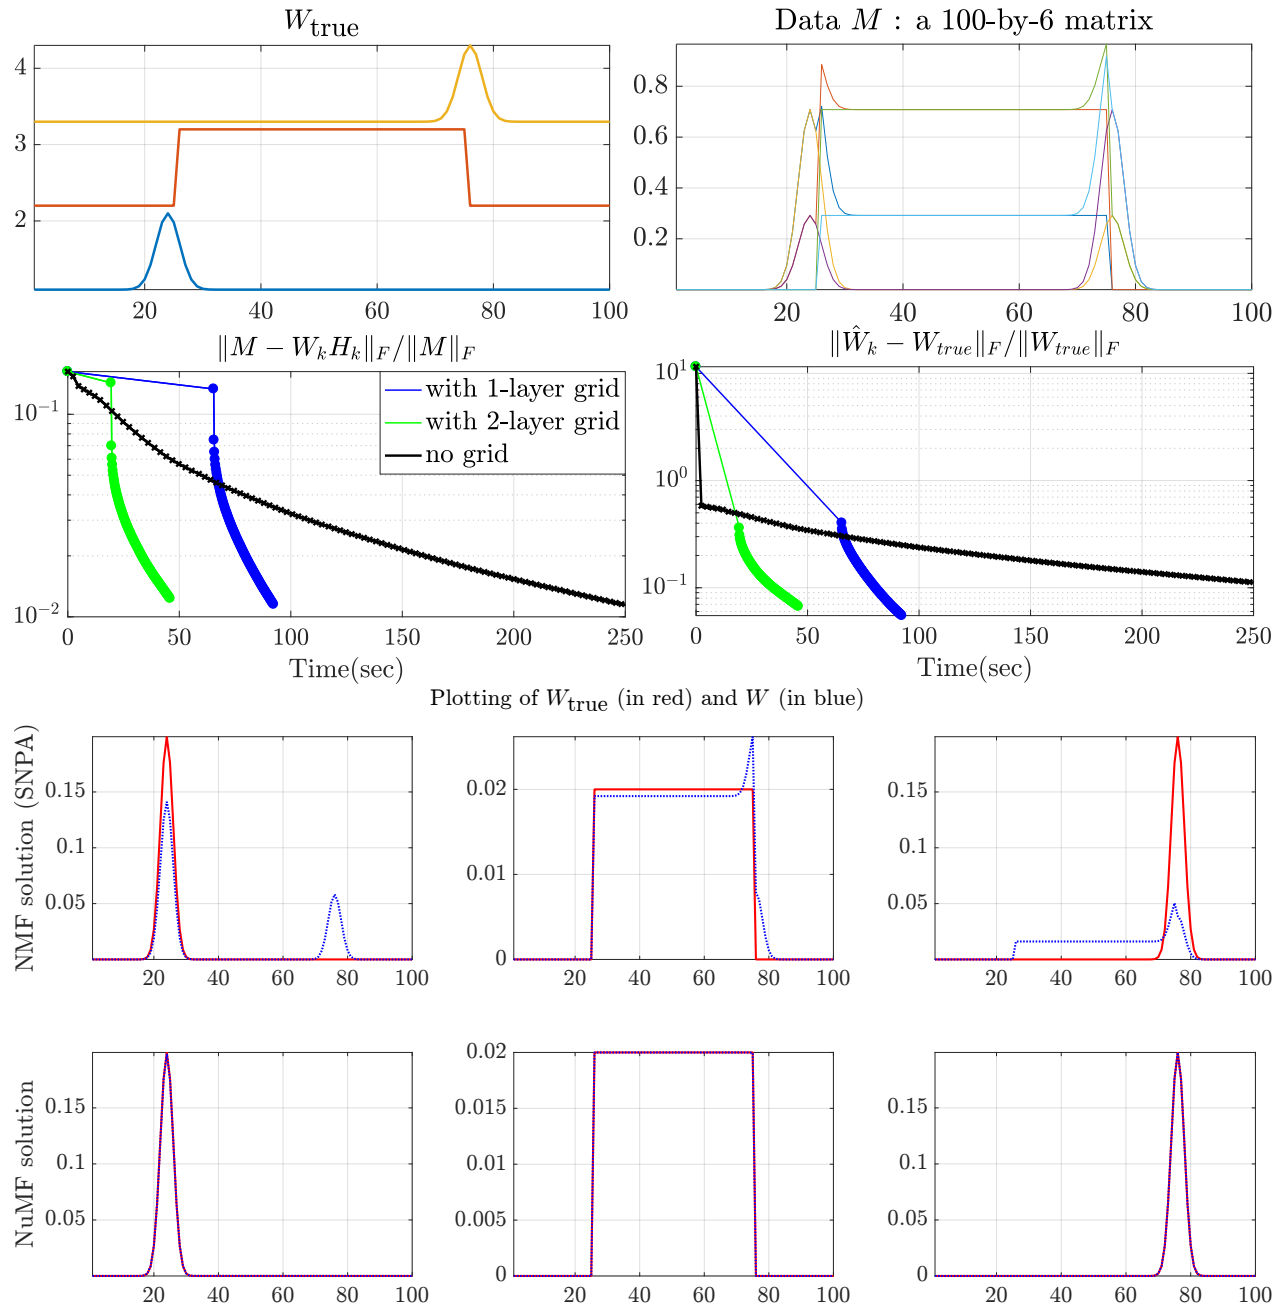 W_true
Data M : a 100-by-6 matrix
4
3
2
20 40 60 80 100
0.8
0.6
0.4
0.2
20 40 60 80 100
‖M − W_kH_k‖_F/‖M‖_F
‖Ŵ_k − W_true‖_F/‖W_true‖_F
with 1-layer grid
with 2-layer grid
no grid
10^−1
10^−2
0 50 100 150 200 250
Time(sec)
10^1
10^0
10^−1
0 50 100 150 200 250
Time(sec)
Plotting of W_true (in red) and W (in blue)
NMF solution (SNPA)
0.15
0.1
0.05
20 40 60 80 100
0.02
0.01
0
20 40 60 80 100
0.15
0.1
0.05
20 40 60 80 100
NuMF solution
0.15
0.1
0.05
20 40 60 80 100
0.02
0.015
0.01
0.005
0
20 40 60 80 100
0.15
0.1
0.05
20 40 60 80 100